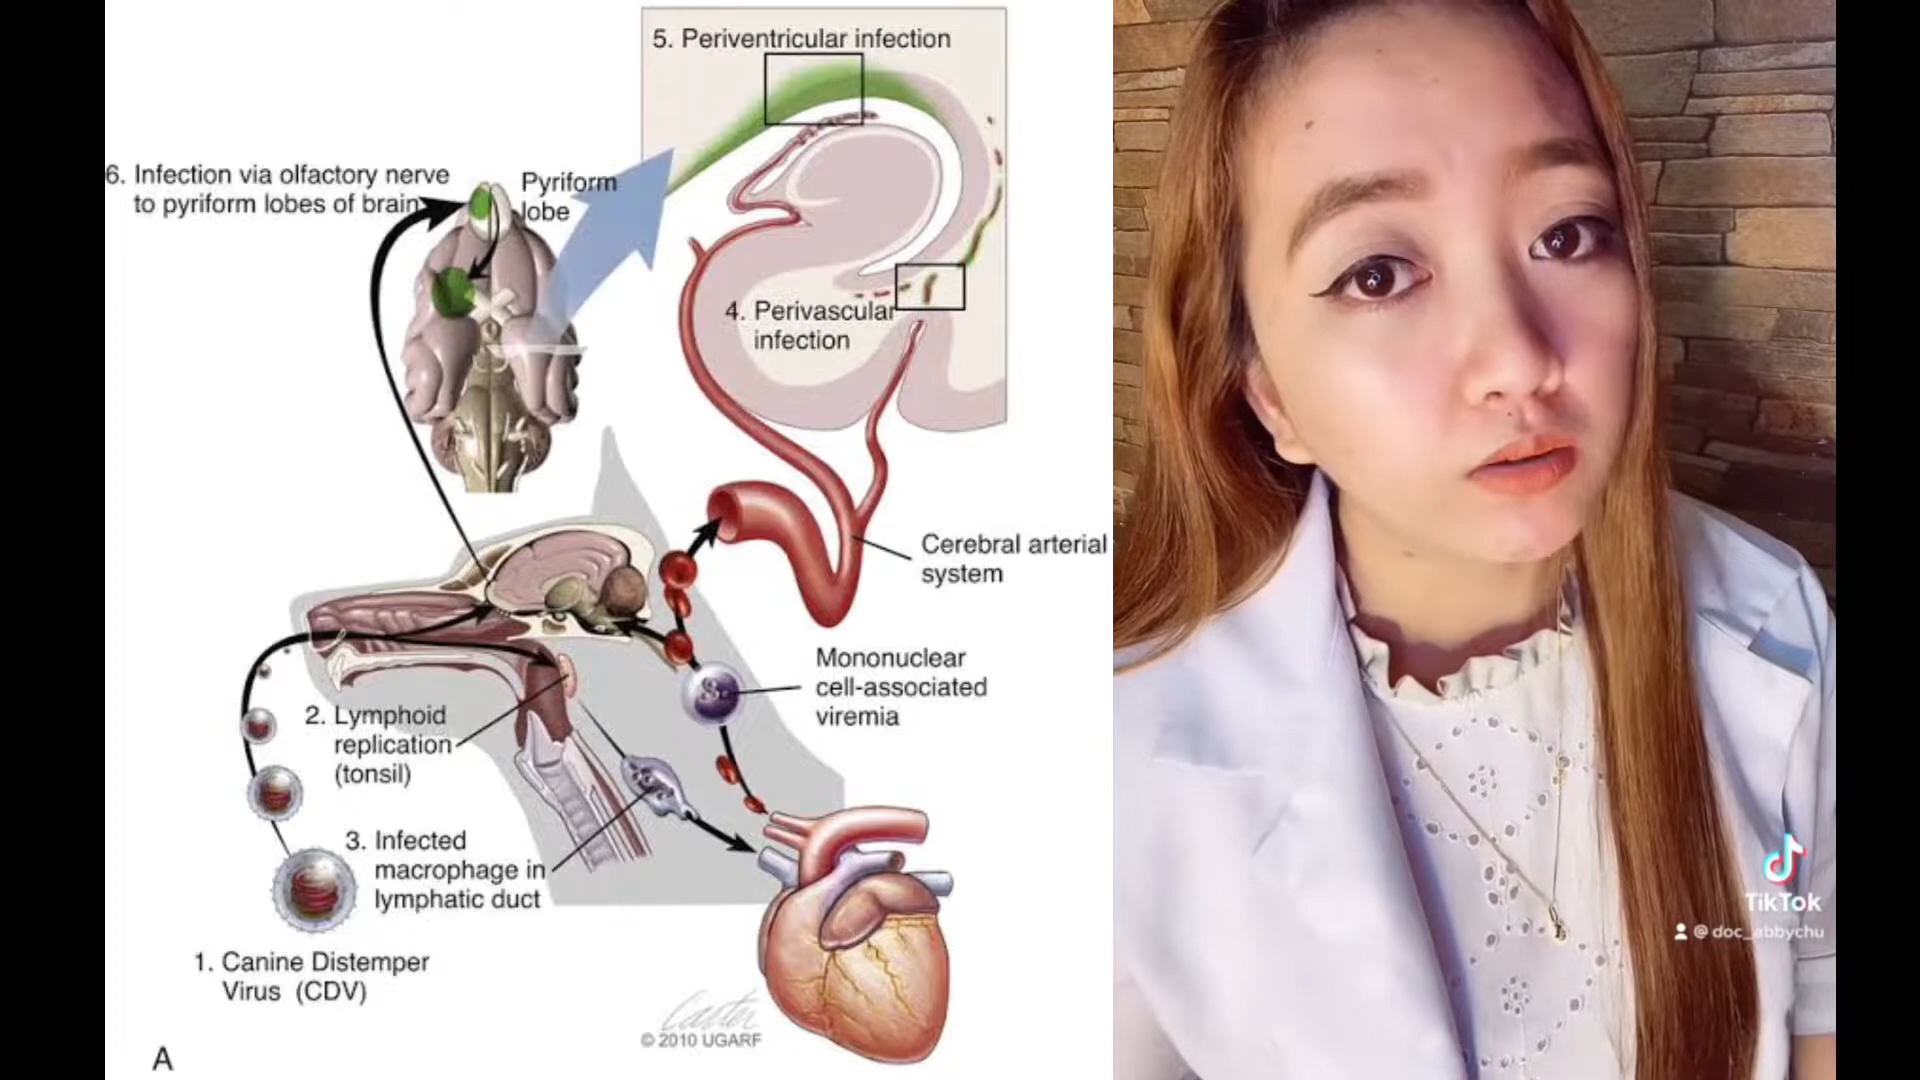 5. Periventricular infection
6. Infection via olfactory nerve
to pyriform lobes of brain
Pyriform
lobe
4. Perivascular
infection
Cerebral arterial
system
Mononuclear
cell-associated
viremia
2. Lymphoid
replication
(tonsil)
3. Infected
macrophage in
lymphatic duct
1. Canine Distemper
Virus (CDV)
Carter
© 2010 UGARF
A
TikTok
@ doc_abbychu